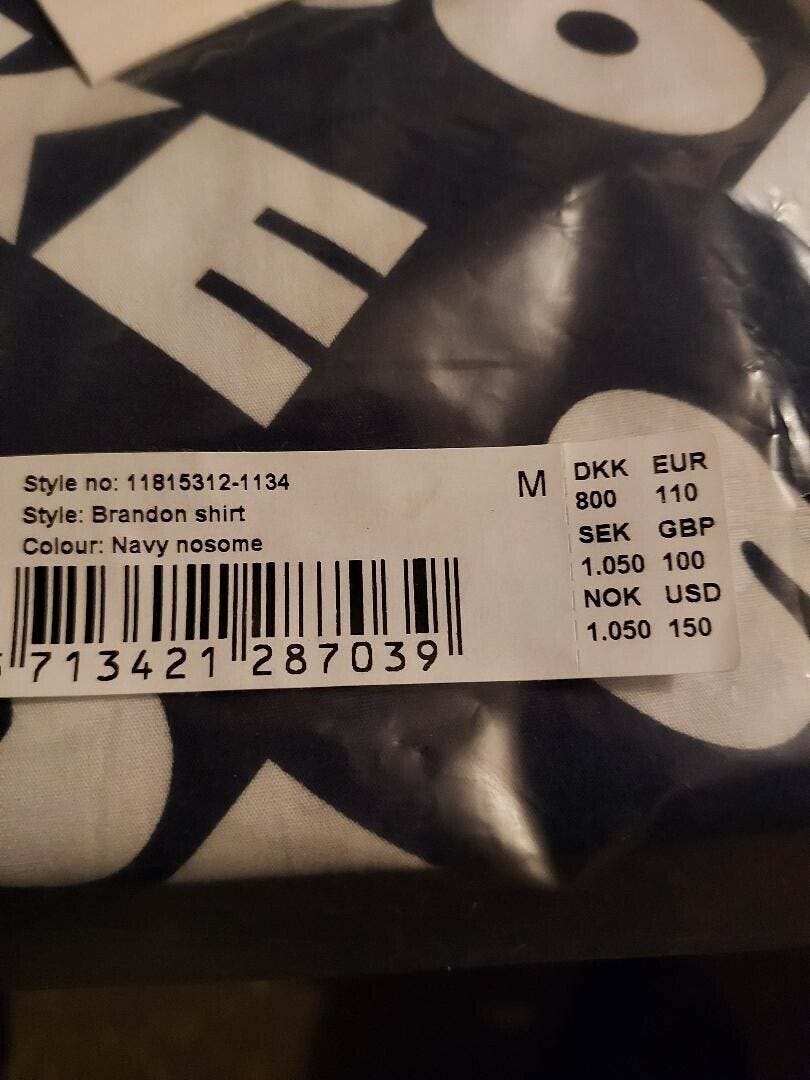 E
Style no: 11815312-1134
Style: Brandon shirt
Colour: Navy nosome
M
DKK EUR
800 110
SEK GBP
1.050 100
NOK USD
1.050 150
713421 287039